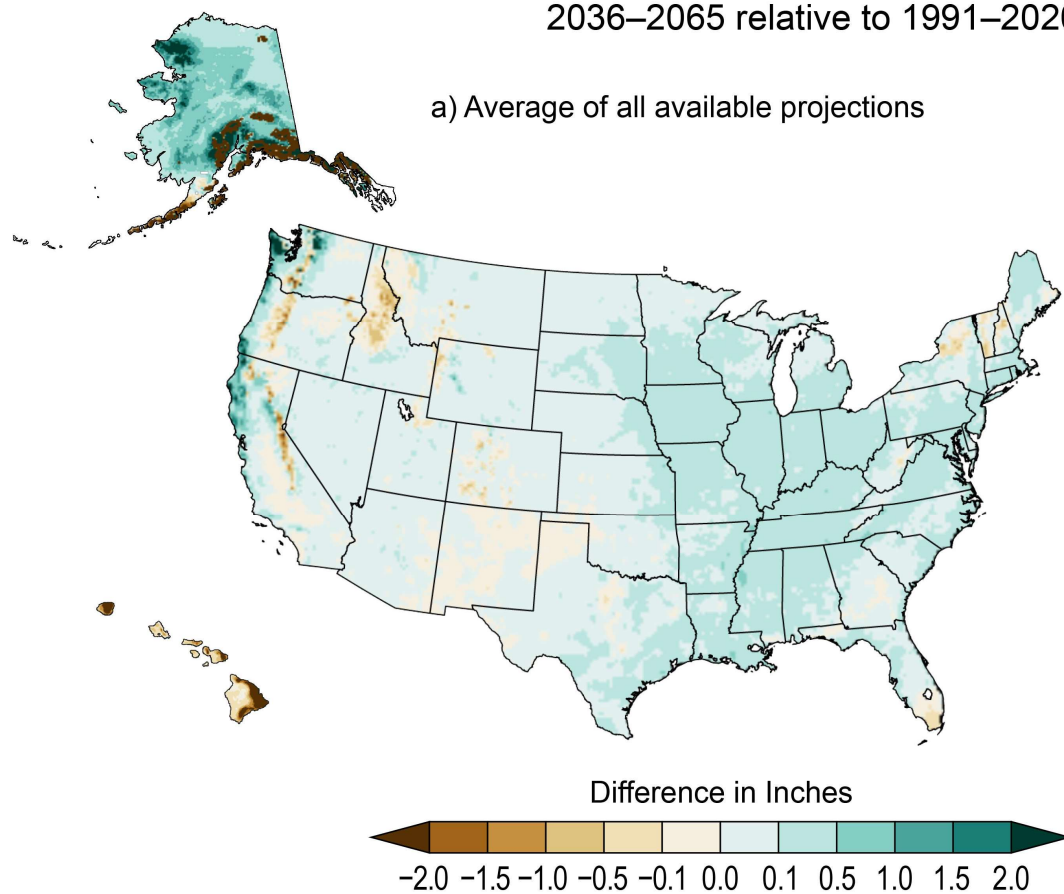 2036–2065 relative to 1991–202
a) Average of all available projections
Difference in Inches
−2.0 −1.5 −1.0 −0.5 −0.1 0.0 0.1 0.5 1.0 1.5 2.0